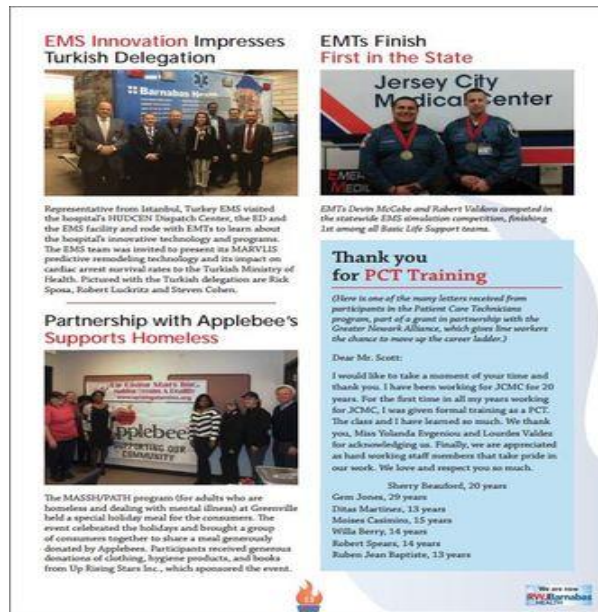 EMS Innovation Impresses
Turkish Delegation
Barnabas
Representative from Istanbul, Turkey EMS visited
the hospital's HUDCEN Dispatch Center, the ED and
the EMS facility and rode with EMTs to learn about
the hospital's innovative technology and programs.
The EMS team was invited to present its MARVLIS
predictive remodeling technology and its impact on
cardiac arrest survival rates to the Turkish Ministry of
Health. Pictured with the Turkish delegation are Rick
Sposa, Robert Luckritz and Steven Cohen.
Partnership with Applebee's
Supports Homeless
Up Rising Stars Inc.
Applebee's
SUPPORTING OUR
COMMUNITY
The MASSH/PATH program (for adults who are
homeless and dealing with mental illness) at Greenville
held a special holiday meal for the consumers. The
event celebrated the holidays and brought a group
of consumers together to share a meal generously
donated by Applebees. Participants received generous
donations of clothing, hygiene products, and books
from Up Rising Stars Inc., which sponsored the event.
EMTs Finish
First in the State
Jersey City
Medical Center
EMTs Devin McCabe and Robert Valdora competed in
the statewide EMS simulation competition, finishing
1st among all Basic Life Support teams.
Thank you
for PCT Training
(Here is one of the many letters received from
participants in the Patient Care Technicians
program, part of a grant in partnership with the
Greater Newark Alliance, which gives line workers
the chance to move up the career ladder.)
Dear Mr. Scott:
I would like to take a moment of your time and
thank you. I have been working for JCMC for 20
years. For the first time in all my years working
for JCMC, I was given formal training as a PCT.
The class and I have learned so much. We thank
you, Miss Yolanda Evgeniou and Lourdes Valdez
for acknowledging us. Finally, we are appreciated
as hard working staff members that take pride in
our work. We love and respect you so much.
Sherry Beauford, 20 years
Gem Jones, 29 years
Ditas Martinez, 13 years
Moises Casimins, 15 years
Willa Berry, 14 years
Robert Spears, 14 years
Ruben Jean Baptiste, 13 years
We are now
RWJBarnabas
HEALTH